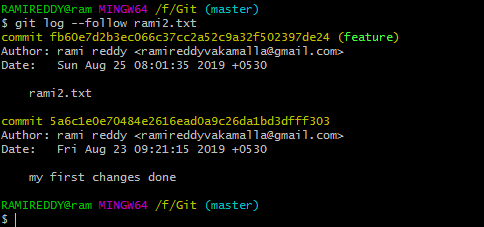 RAMIREDDY@ram MINGW64 /f/Git (master)
$ git log --follow rami2.txt
commit fb60e7d2b3ec066c37cc2a52c9a32f502397de24 (feature)
Author: rami reddy <ramireddyvakamalla@gmail.com>
Date:   Sun Aug 25 08:01:35 2019 +0530

    rami2.txt

commit 5a6c1e0e70484e2616ead0a9c26da1bd3dfff303
Author: rami reddy <ramireddyvakamalla@gmail.com>
Date:   Fri Aug 23 09:21:15 2019 +0530

    my first changes done

RAMIREDDY@ram MINGW64 /f/Git (master)
$